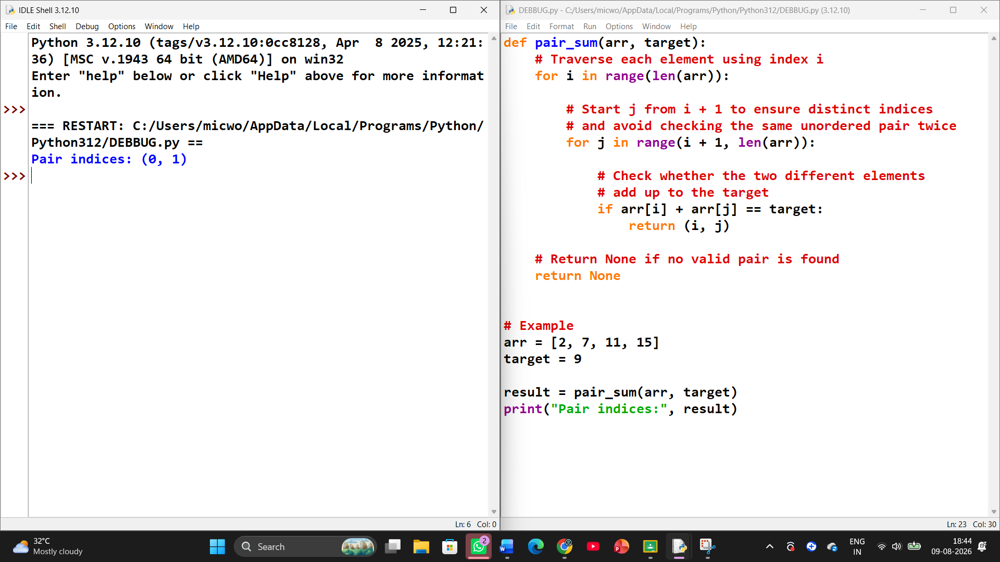 IDLE Shell 3.12.10
File Edit Shell Debug Options Window Help
Python 3.12.10 (tags/v3.12.10:0cc8128, Apr  8 2025, 12:21:
36) [MSC v.1943 64 bit (AMD64)] on win32
Enter "help" below or click "Help" above for more informat
ion.
>>>
=== RESTART: C:/Users/micwo/AppData/Local/Programs/Python/
Python312/DEBBUG.py ==
Pair indices: (0, 1)
>>>
Ln: 6 Col: 0
DEBBUG.py - C:/Users/micwo/AppData/Local/Programs/Python/Python312/DEBBUG.py (3.12.10)
File Edit Format Run Options Window Help
def pair_sum(arr, target):
    # Traverse each element using index i
    for i in range(len(arr)):
        # Start j from i + 1 to ensure distinct indices
        # and avoid checking the same unordered pair twice
        for j in range(i + 1, len(arr)):
            # Check whether the two different elements
            # add up to the target
            if arr[i] + arr[j] == target:
                return (i, j)
    # Return None if no valid pair is found
    return None
# Example
arr = [2, 7, 11, 15]
target = 9
result = pair_sum(arr, target)
print("Pair indices:", result)
Ln: 23 Col: 30
32°C
Mostly cloudy
Search
2
ENG
IN
18:44
09-08-2026